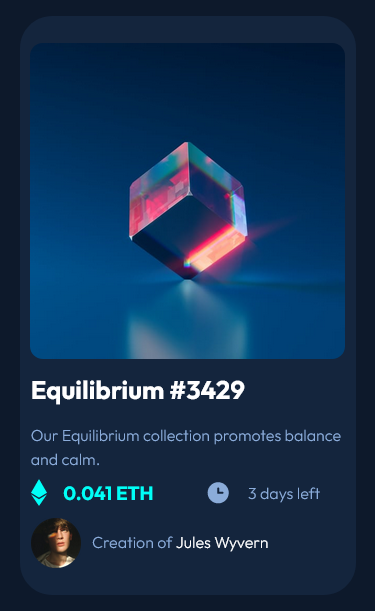 Equilibrium #3429
Our Equilibrium collection promotes balance
and calm.
0.041 ETH
3 days left
Creation of Jules Wyvern